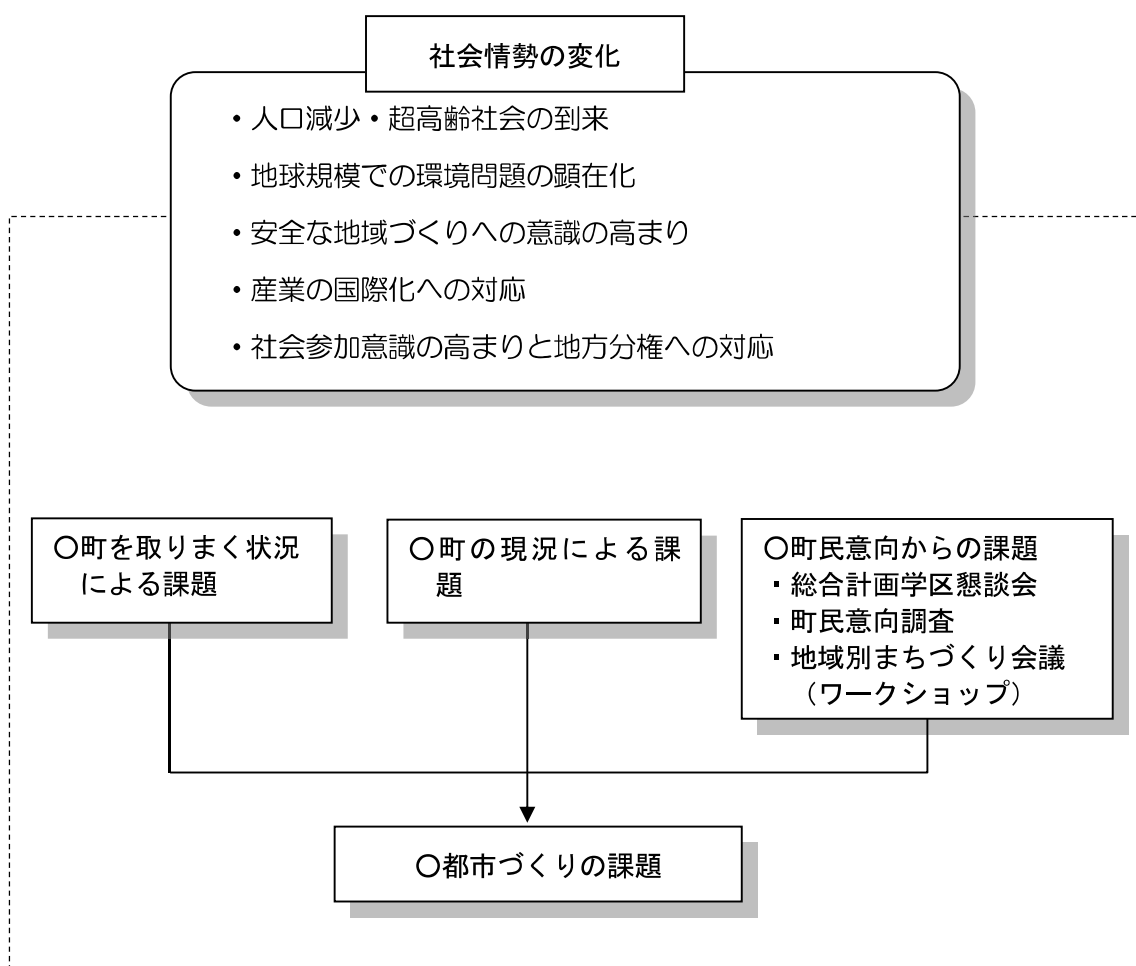 社会情勢の変化
・人口減少・超高齢社会の到来
・地球規模での環境問題の顕在化
・安全な地域づくりへの意識の高まり
・産業の国際化への対応
・社会参加意識の高まりと地方分権への対応
〇町を取りまく状況
による課題
〇町の現況による課
題
〇町民意向からの課題
・総合計画学区懇談会
・町民意向調査
・地域別まちづくり会議
（ワークショップ）
〇都市づくりの課題